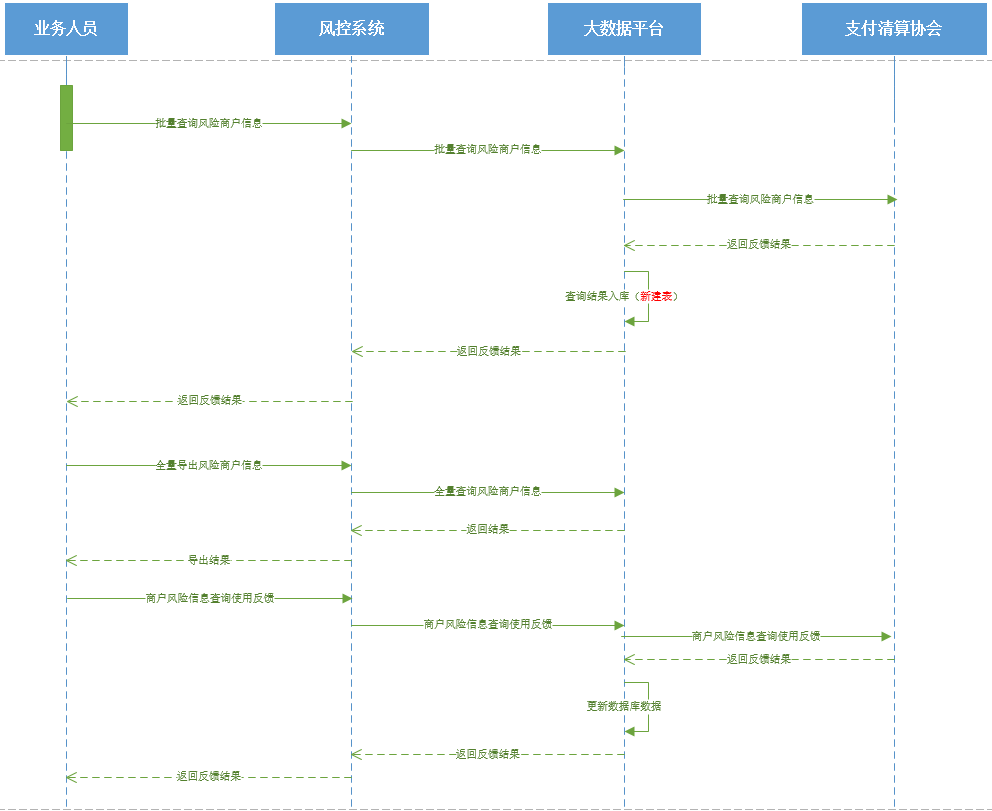 业务人员
风控系统
大数据平台
支付清算协会
批量查询风险商户信息
批量查询风险商户信息
批量查询风险商户信息
返回反馈结果
查询结果入库（新建表）
返回反馈结果
返回反馈结果
全量导出风险商户信息
全量查询风险商户信息
返回结果
导出结果
商户风险信息查询使用反馈
商户风险信息查询使用反馈
商户风险信息查询使用反馈
返回反馈结果
更新数据库数据
返回反馈结果
返回反馈结果